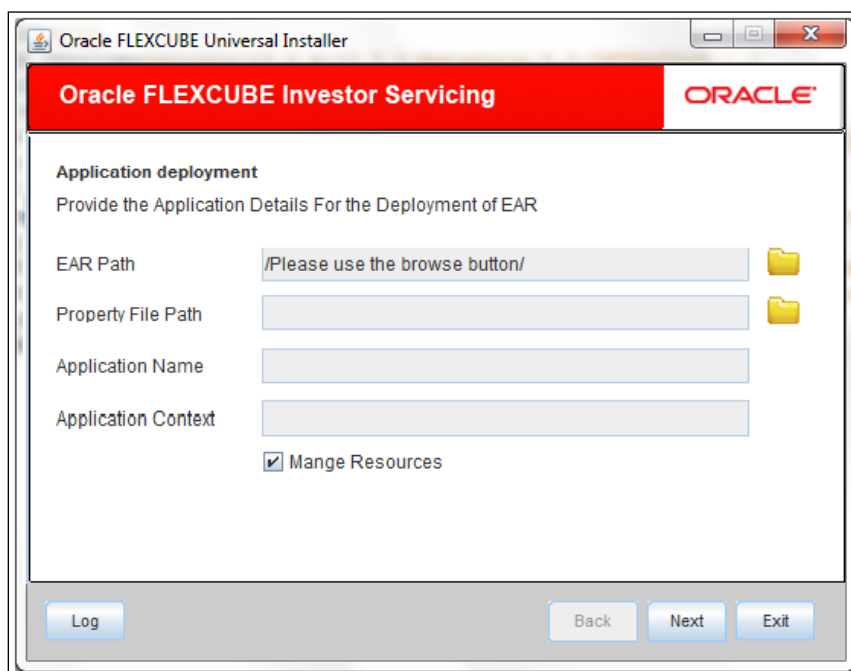 Oracle FLEXCUBE Universal Installer
Oracle FLEXCUBE Investor Servicing
ORACLE
Application deployment
Provide the Application Details For the Deployment of EAR
EAR Path
/Please use the browse button/
Property File Path
Application Name
Application Context
Mange Resources
Log
Back
Next
Exit